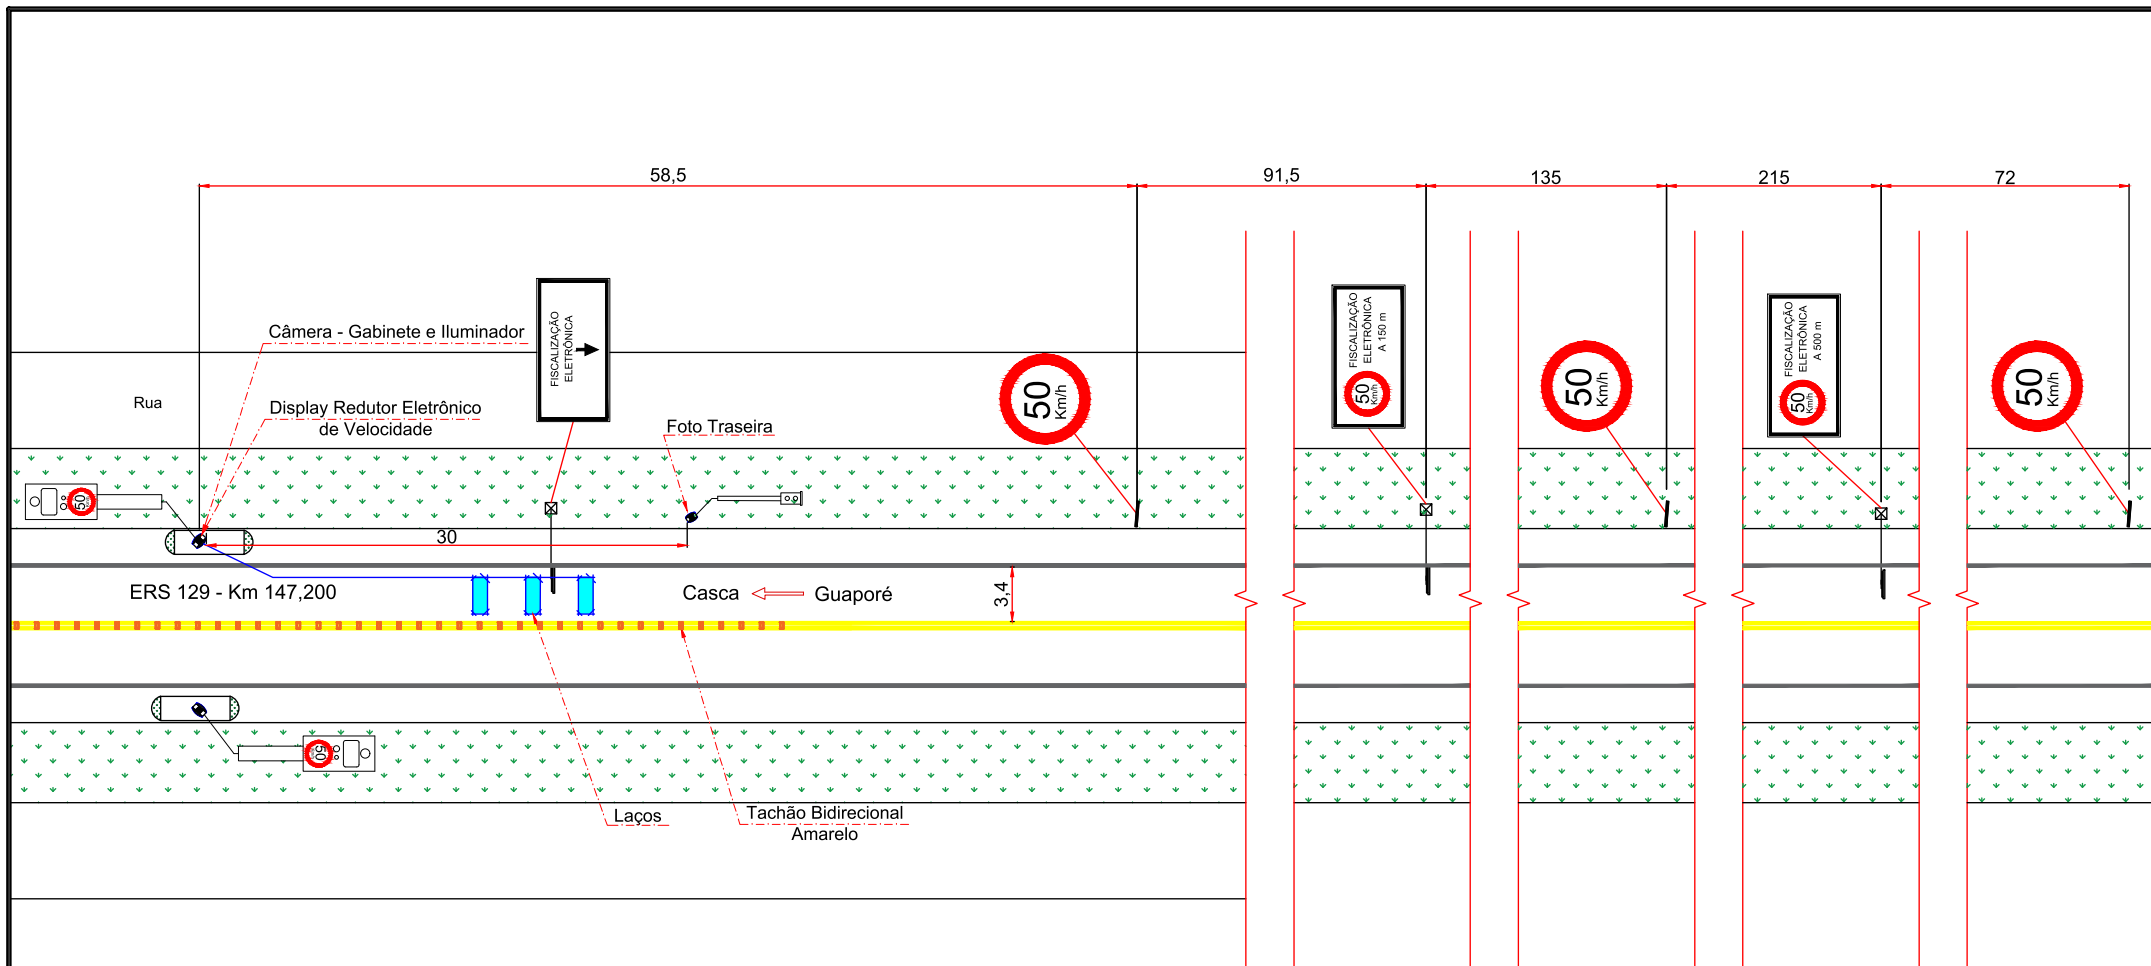 58,5
91,5
135
215
72
Câmera - Gabinete e Iluminador
FISCALIZAÇÃO
ELETRÔNICA
FISCALIZAÇÃO
ELETRÔNICA
A 150 m
50
Km/h
FISCALIZAÇÃO
ELETRÔNICA
A 500 m
50
Km/h
50
Km/h
50
Km/h
50
Km/h
Rua
Display Redutor Eletrônico
de Velocidade
Foto Traseira
50
30
ERS 129 - Km 147,200
Casca
Guaporé
3,4
50
Laços
Tachão Bidirecional
Amarelo